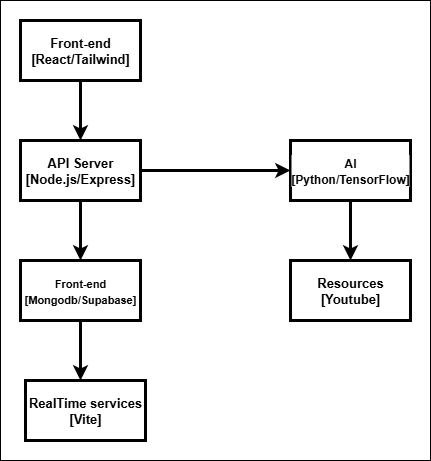 Front-end
[React/Tailwind]
API Server
[Node.js/Express]
AI
[Python/TensorFlow]
Front-end
[Mongodb/Supabase]
Resources
[Youtube]
RealTime services
[Vite]